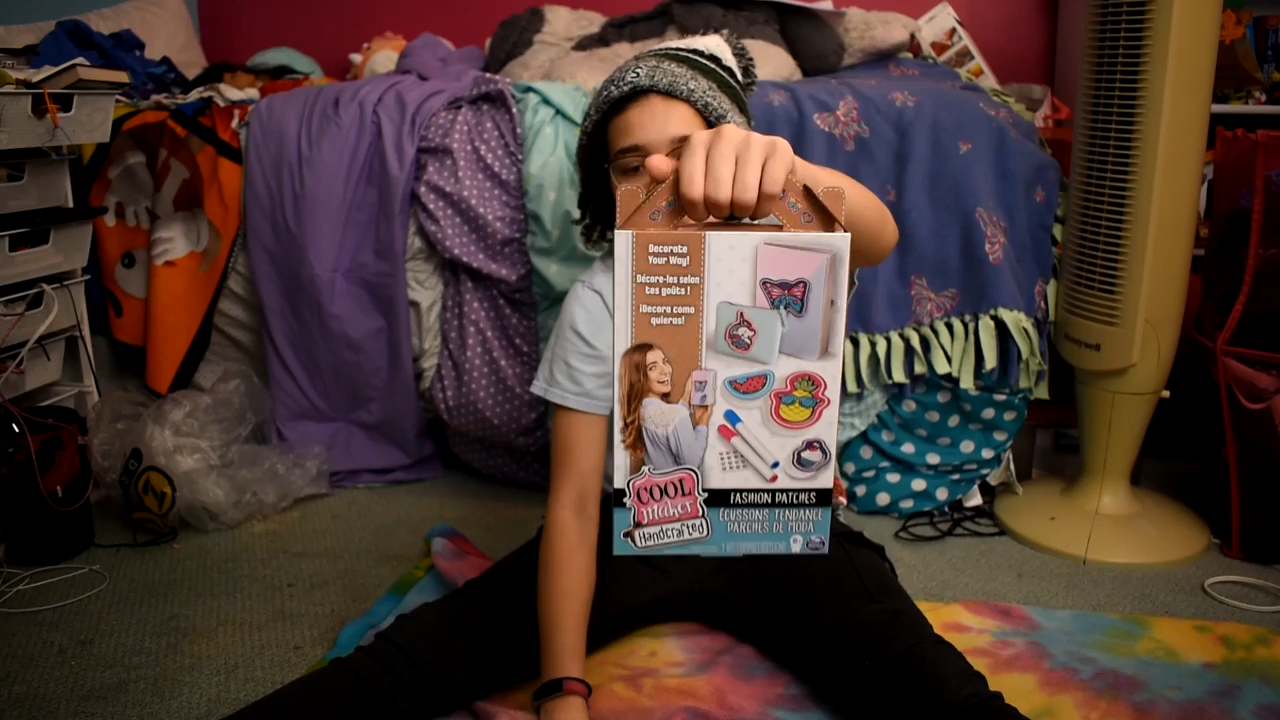 Decorate
Your Way!
Décore-les selon
tes goûts !
¡Decora como
quieras!
COOL
Maker
Handcrafted
FASHION PATCHES
ÉCUSSONS TENDANCE
PARCHES DE MODA
Honeywell